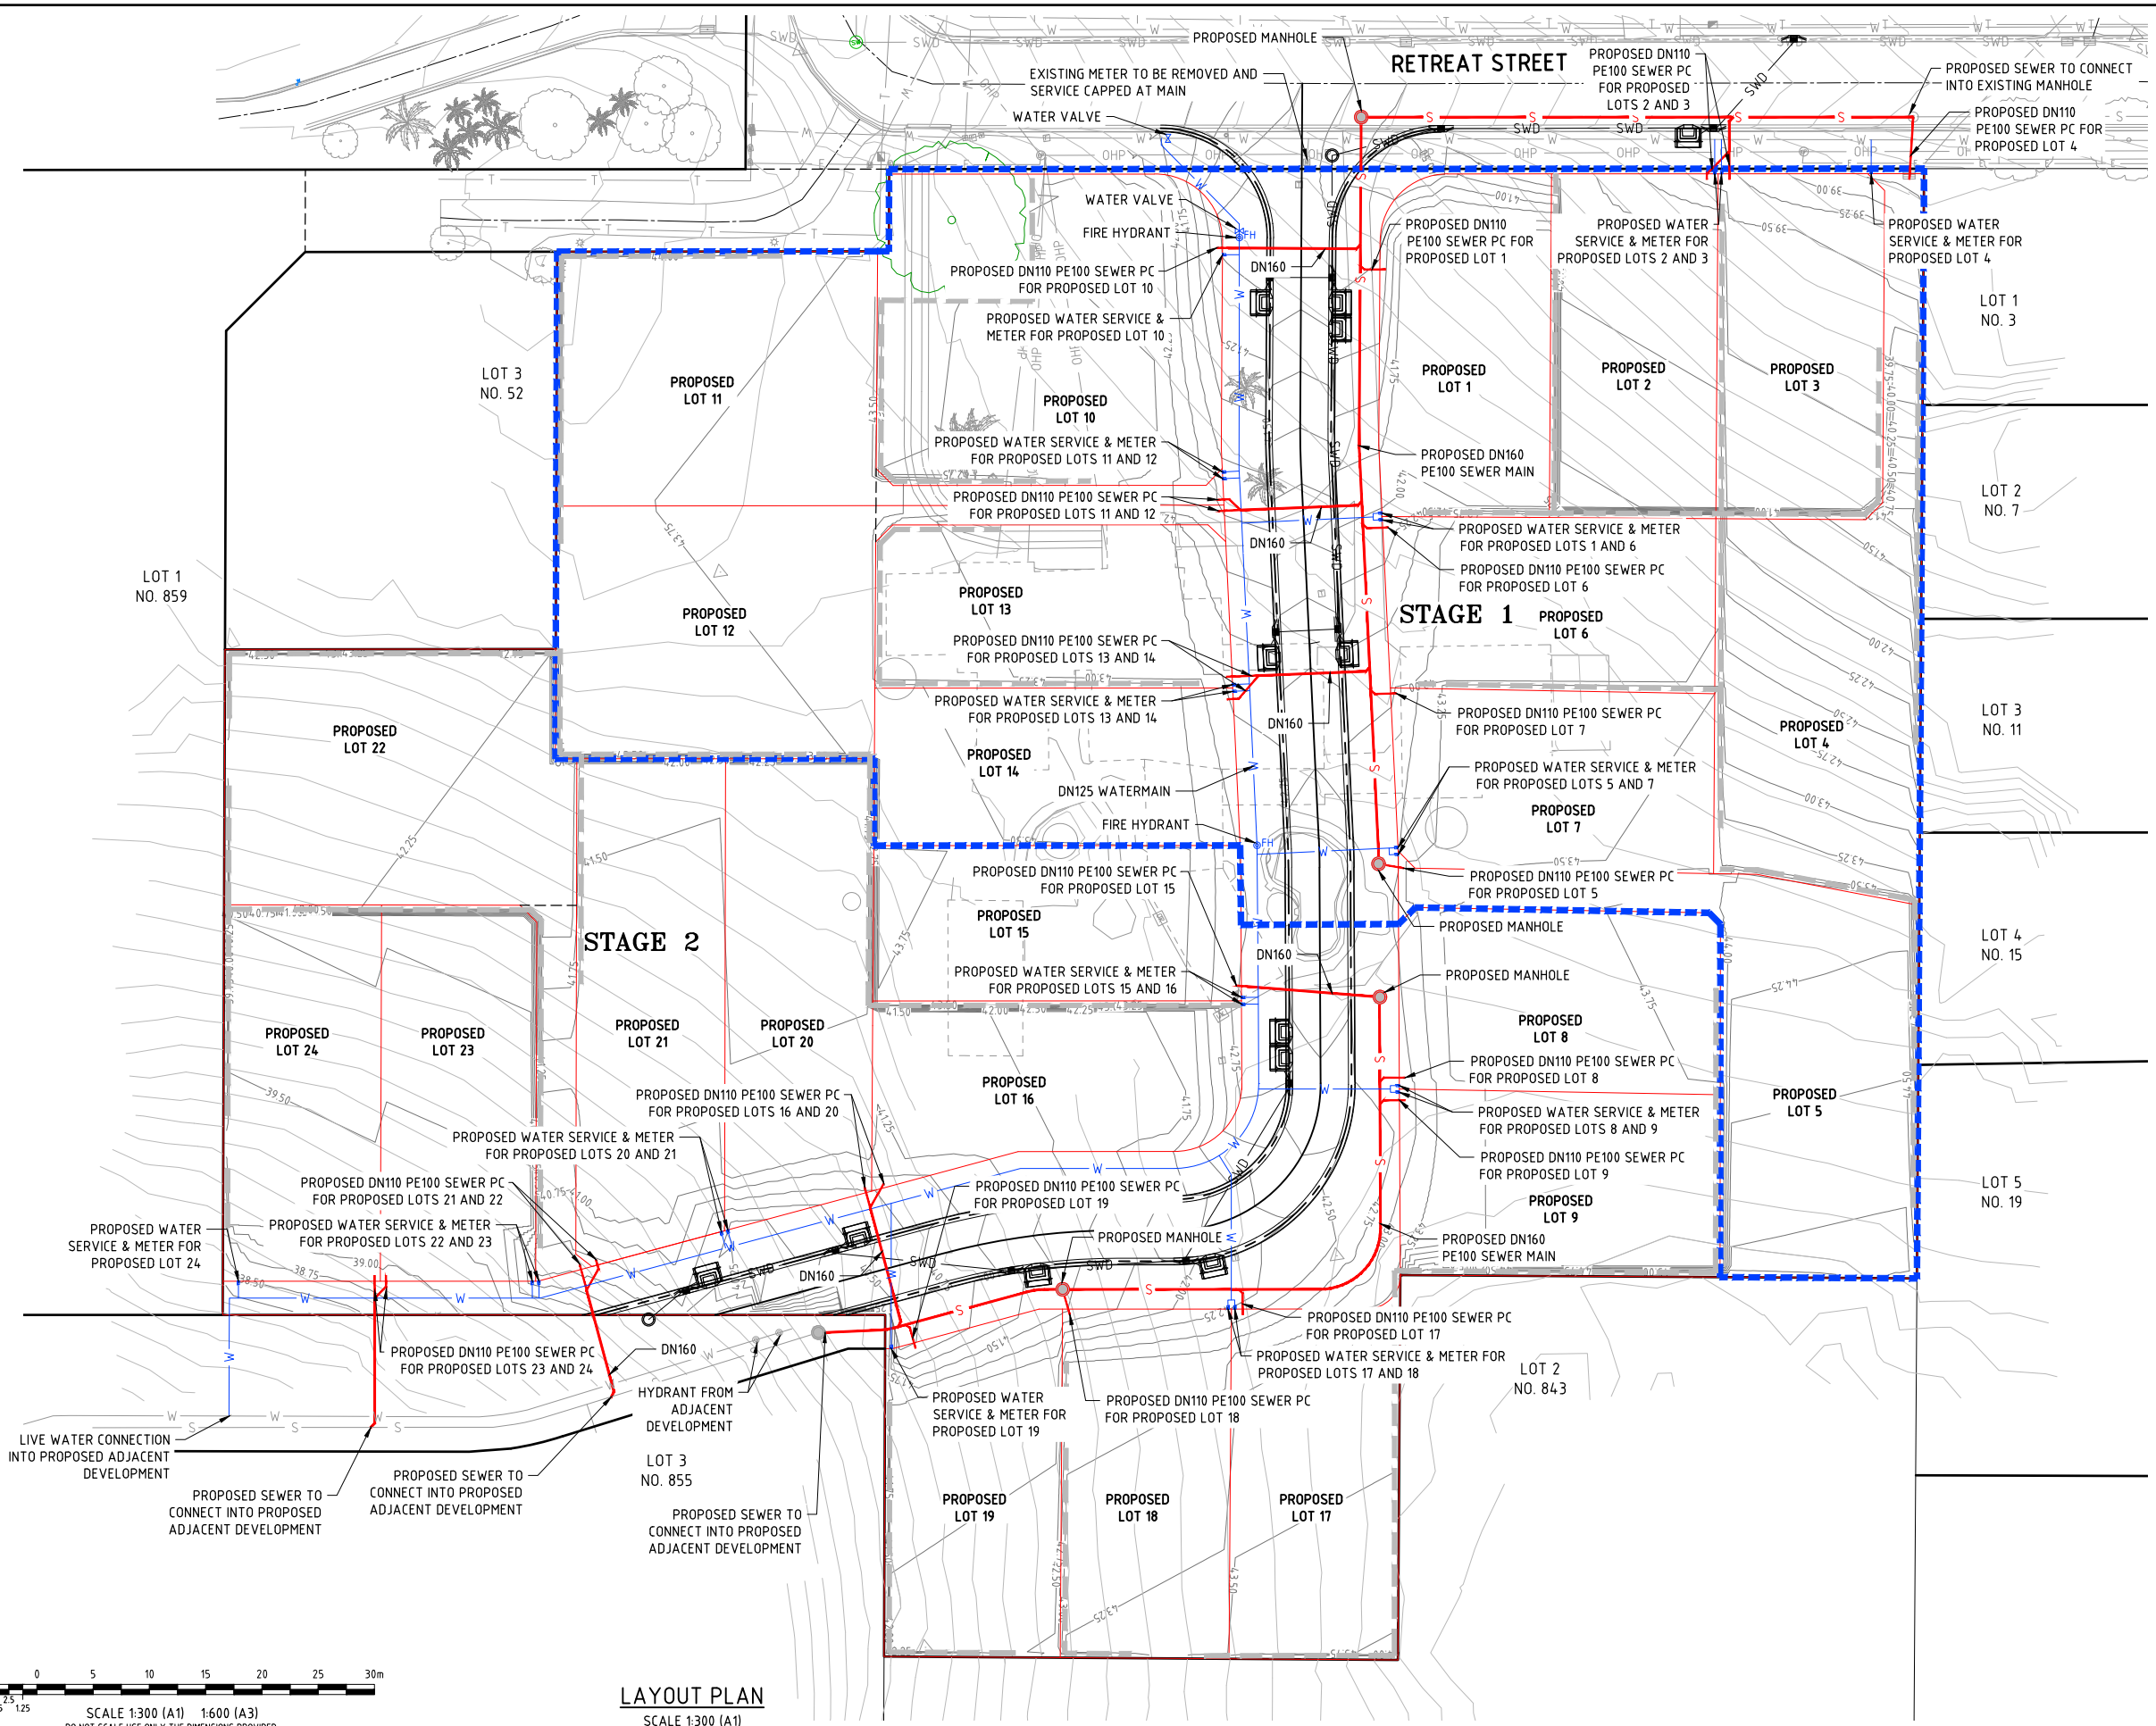 PROPOSED MANHOLE
RETREAT STREET
PROPOSED DN110
PE100 SEWER PC
FOR PROPOSED
LOTS 2 AND 3
PROPOSED SEWER TO CONNECT
INTO EXISTING MANHOLE
EXISTING METER TO BE REMOVED AND
SERVICE CAPPED AT MAIN
WATER VALVE
PROPOSED DN110
PE100 SEWER PC FOR
PROPOSED LOT 4
WATER VALVE
FIRE HYDRANT
FH
PROPOSED DN110
PE100 SEWER PC FOR
PROPOSED LOT 1
PROPOSED WATER
SERVICE & METER FOR
PROPOSED LOTS 2 AND 3
PROPOSED WATER
SERVICE & METER FOR
PROPOSED LOT 4
PROPOSED DN110 PE100 SEWER PC
FOR PROPOSED LOT 10
DN160
PROPOSED WATER SERVICE &
METER FOR PROPOSED LOT 10
LOT 1
NO. 3
LOT 3
NO. 52
PROPOSED
LOT 11
PROPOSED
LOT 10
PROPOSED
LOT 1
PROPOSED
LOT 2
PROPOSED
LOT 3
PROPOSED WATER SERVICE & METER
FOR PROPOSED LOTS 11 AND 12
PROPOSED DN160
PE100 SEWER MAIN
PROPOSED DN110 PE100 SEWER PC
FOR PROPOSED LOTS 11 AND 12
LOT 2
NO. 7
DN160
PROPOSED WATER SERVICE & METER
FOR PROPOSED LOTS 1 AND 6
PROPOSED DN110 PE100 SEWER PC
FOR PROPOSED LOT 6
LOT 1
NO. 859
PROPOSED
LOT 13
STAGE 1
PROPOSED
LOT 12
PROPOSED
LOT 6
PROPOSED DN110 PE100 SEWER PC
FOR PROPOSED LOTS 13 AND 14
PROPOSED WATER SERVICE & METER
FOR PROPOSED LOTS 13 AND 14
DN160
PROPOSED DN110 PE100 SEWER PC
FOR PROPOSED LOT 7
LOT 3
NO. 11
PROPOSED
LOT 22
PROPOSED
LOT 14
PROPOSED
LOT 4
PROPOSED WATER SERVICE & METER
FOR PROPOSED LOTS 5 AND 7
DN125 WATERMAIN
PROPOSED
LOT 7
FIRE HYDRANT
FH
PROPOSED DN110 PE100 SEWER PC
FOR PROPOSED LOT 15
PROPOSED DN110 PE100 SEWER PC
FOR PROPOSED LOT 5
PROPOSED
LOT 15
PROPOSED MANHOLE
STAGE 2
LOT 4
NO. 15
DN160
PROPOSED WATER SERVICE & METER
FOR PROPOSED LOTS 15 AND 16
PROPOSED MANHOLE
PROPOSED
LOT 24
PROPOSED
LOT 23
PROPOSED
LOT 21
PROPOSED
LOT 20
PROPOSED
LOT 8
PROPOSED DN110 PE100 SEWER PC
FOR PROPOSED LOT 8
PROPOSED
LOT 16
PROPOSED DN110 PE100 SEWER PC
FOR PROPOSED LOTS 16 AND 20
PROPOSED
LOT 5
PROPOSED WATER SERVICE & METER
FOR PROPOSED LOTS 8 AND 9
PROPOSED WATER SERVICE & METER
FOR PROPOSED LOTS 20 AND 21
PROPOSED DN110 PE100 SEWER PC
FOR PROPOSED LOT 9
PROPOSED DN110 PE100 SEWER PC
FOR PROPOSED LOTS 21 AND 22
PROPOSED DN110 PE100 SEWER PC
FOR PROPOSED LOT 19
LOT 5
NO. 19
PROPOSED
LOT 9
PROPOSED WATER
SERVICE & METER FOR
PROPOSED LOT 24
PROPOSED WATER SERVICE & METER
FOR PROPOSED LOTS 22 AND 23
PROPOSED MANHOLE
PROPOSED DN160
PE100 SEWER MAIN
DN160
PROPOSED DN110 PE100 SEWER PC
FOR PROPOSED LOT 17
PROPOSED DN110 PE100 SEWER PC
FOR PROPOSED LOTS 23 AND 24
DN160
PROPOSED WATER SERVICE & METER FOR
PROPOSED LOTS 17 AND 18
LOT 2
NO. 843
HYDRANT FROM
ADJACENT
DEVELOPMENT
PROPOSED WATER
SERVICE & METER FOR
PROPOSED LOT 19
PROPOSED DN110 PE100 SEWER PC
FOR PROPOSED LOT 18
LIVE WATER CONNECTION
INTO PROPOSED ADJACENT
DEVELOPMENT
LOT 3
NO. 855
PROPOSED SEWER TO
CONNECT INTO PROPOSED
ADJACENT DEVELOPMENT
PROPOSED SEWER TO
CONNECT INTO PROPOSED
ADJACENT DEVELOPMENT
PROPOSED SEWER TO
CONNECT INTO PROPOSED
ADJACENT DEVELOPMENT
PROPOSED
LOT 19
PROPOSED
LOT 18
PROPOSED
LOT 17
0 5 10 15 20 25 30m
2.5
1.25
SCALE 1:300 (A1) 1:600 (A3)
LAYOUT PLAN
SCALE 1:300 (A1)